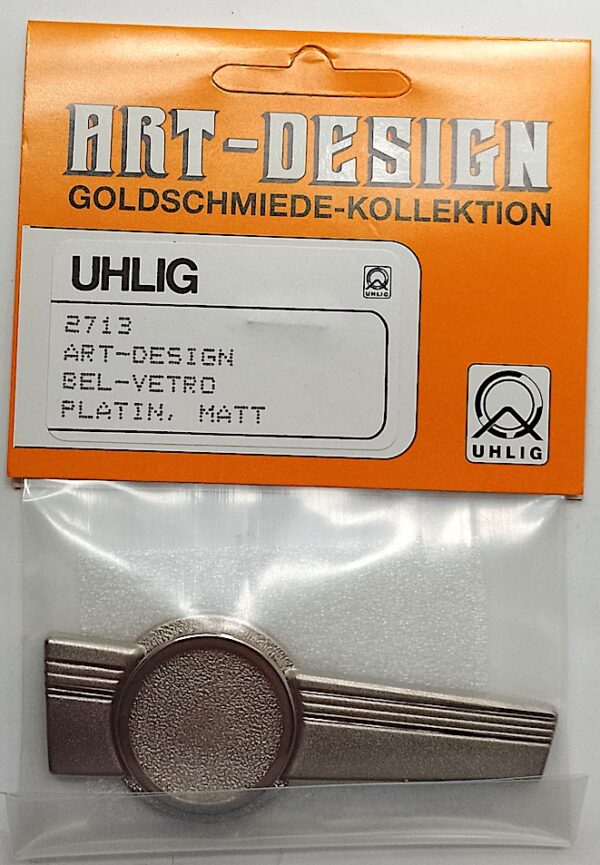 ART-DESIGN
GOLDSCHMIEDE-KOLLEKTION
UHLIG
UHLIG
2713
ART-DESIGN
BEL-VETRO
PLATIN, MATT
UHLIG